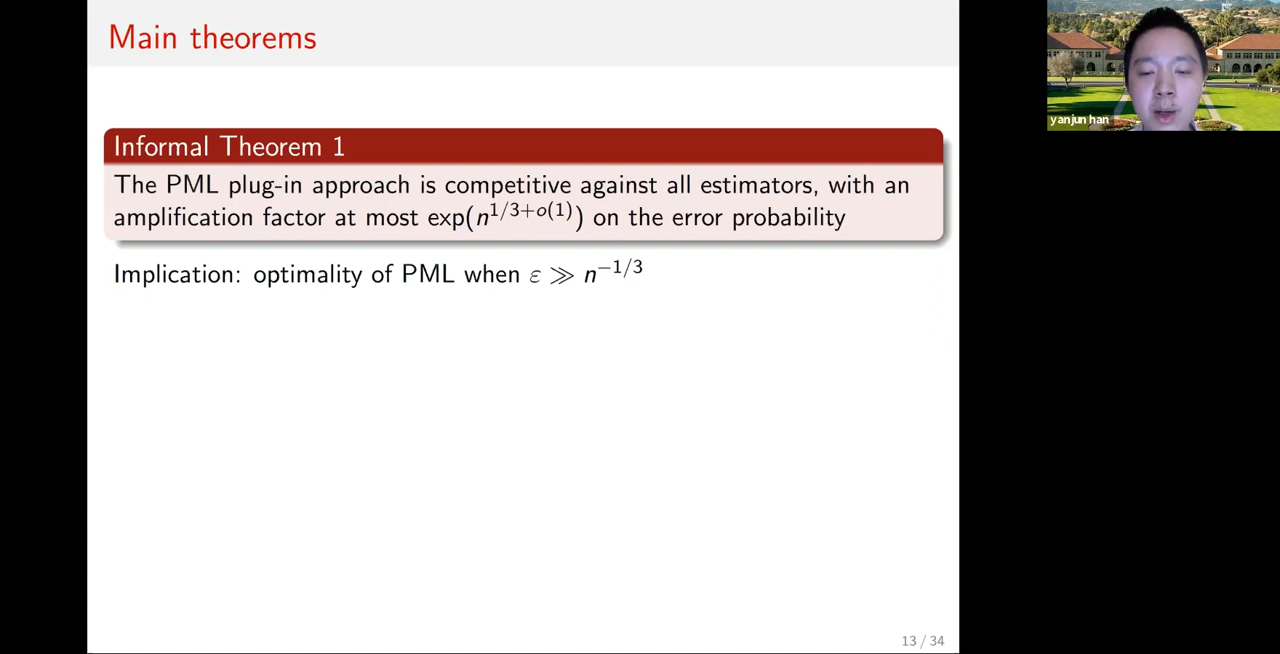 Main theorems
Informal Theorem 1
The PML plug-in approach is competitive against all estimators, with an
amplification factor at most exp(n^{1/3+o(1)}) on the error probability
Implication: optimality of PML when ε ≫ n^{−1/3}
13 / 34
yanjun han